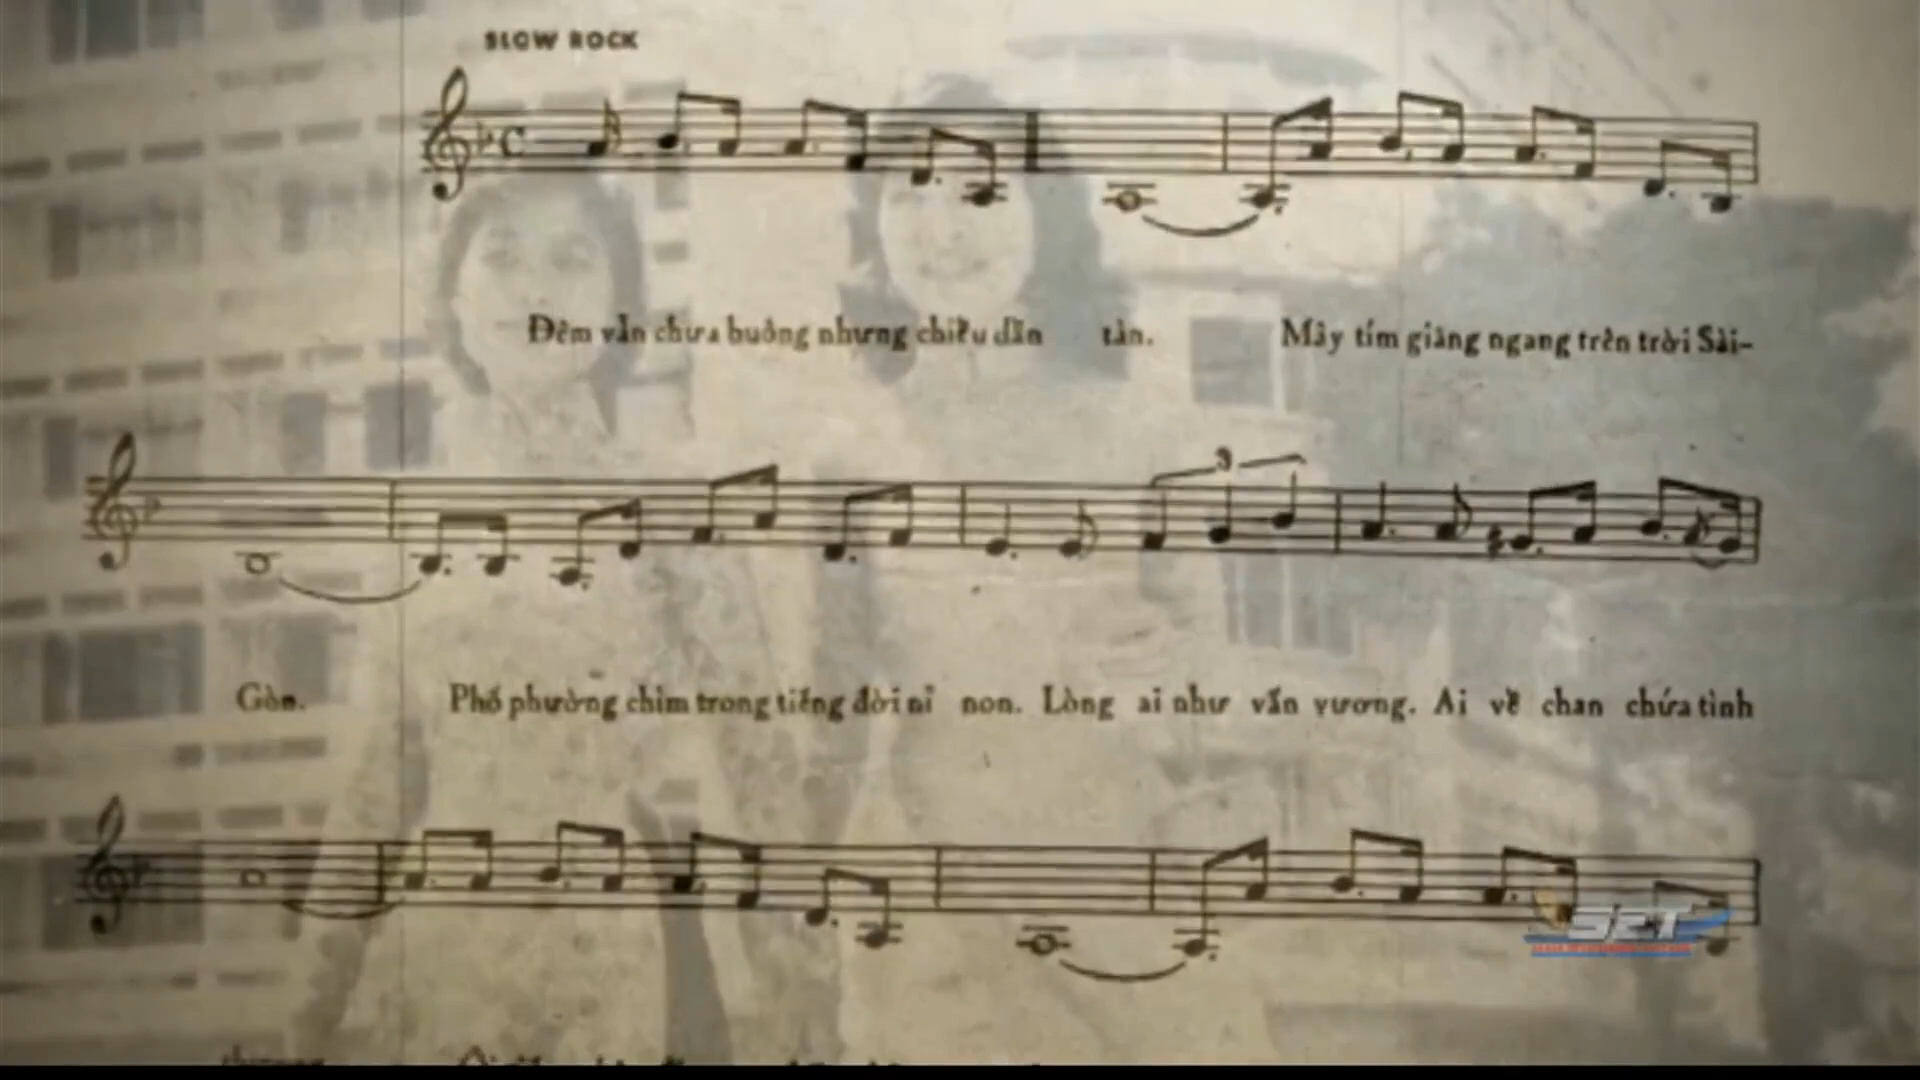 SLOW ROCK
Đêm vẫn chưa buông nhưng chiều dần tàn. Mây tím giăng ngang trên trời Sài-
3
Gòn. Phố phường chìm trong tiếng đời nỉ non. Lòng ai như vấn vương. Ai về chan chứa tình
SET